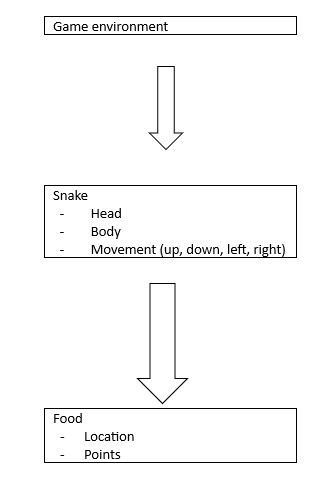 Game environment
Snake
- Head
- Body
- Movement (up, down, left, right)
Food
- Location
- Points